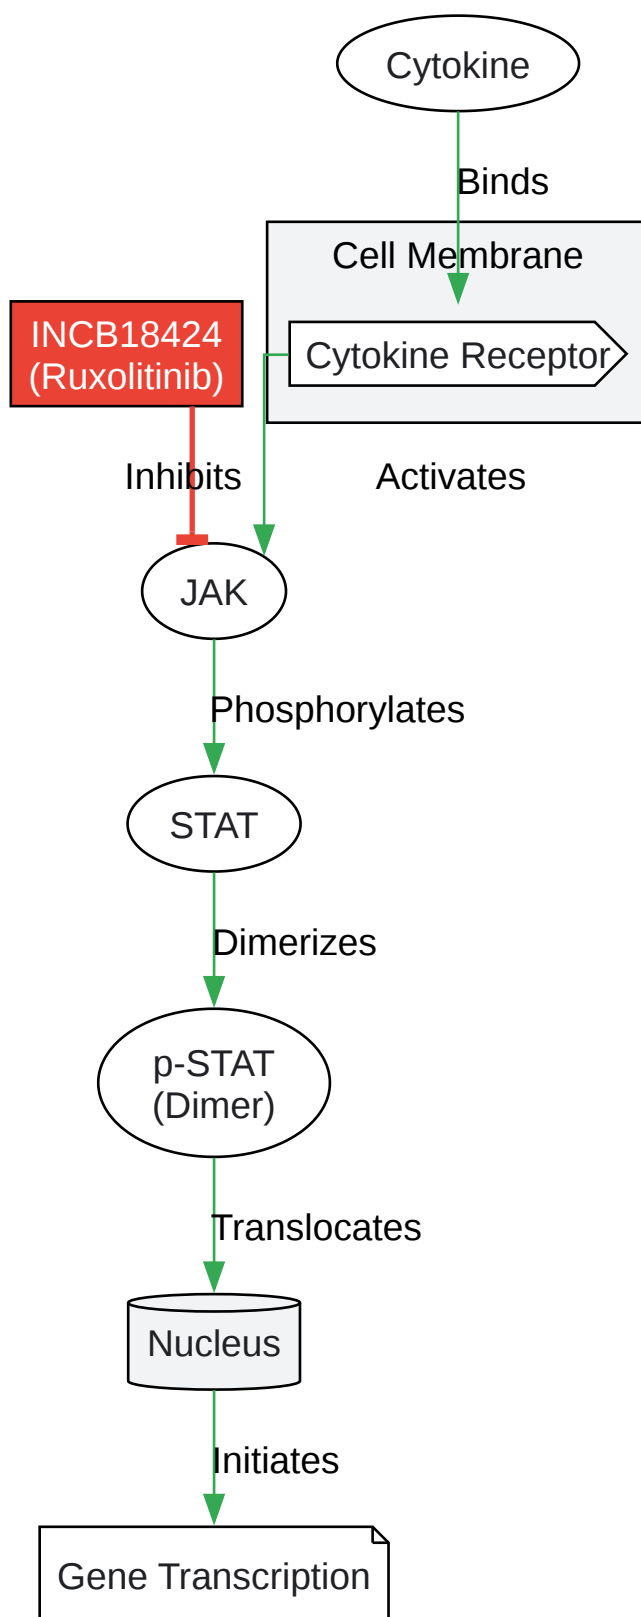 Cytokine
Binds
Cell Membrane
INCB18424
(Ruxolitinib)
Cytokine Receptor
Inhibits
Activates
JAK
Phosphorylates
STAT
Dimerizes
p-STAT
(Dimer)
Translocates
Nucleus
Initiates
Gene Transcription